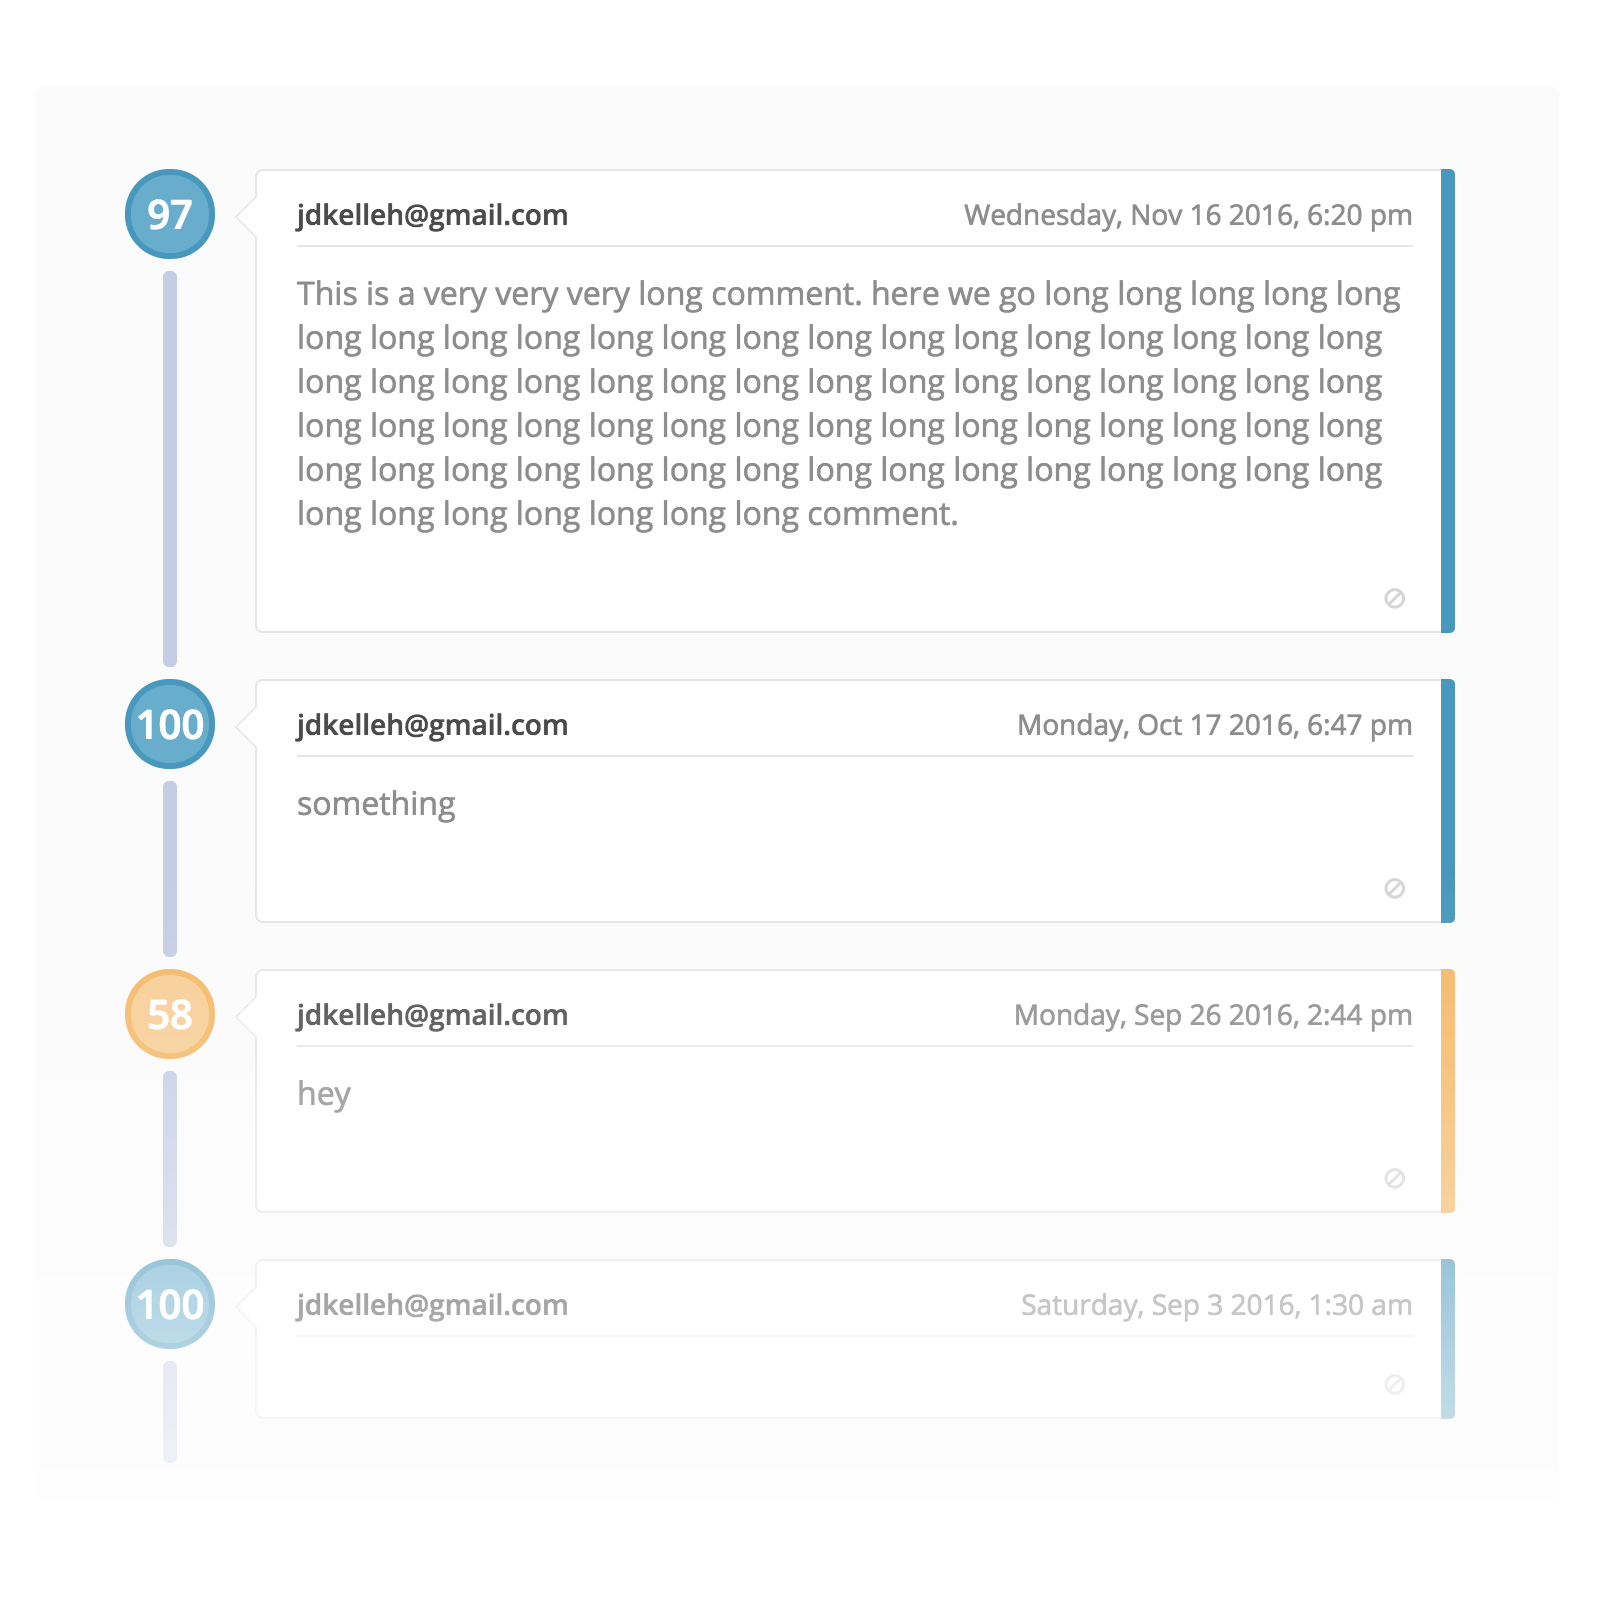 97
jdkelleh@gmail.com Wednesday, Nov 16 2016, 6:20 pm
This is a very very very long comment. here we go long long long long long
long long long long long long long long long long long long long long long
long long long long long long long long long long long long long long long
long long long long long long long long long long long long long long long
long long long long long long long long long long long long long long long
long long long long long long long comment.
100
jdkelleh@gmail.com Monday, Oct 17 2016, 6:47 pm
something
58
jdkelleh@gmail.com Monday, Sep 26 2016, 2:44 pm
hey
100
jdkelleh@gmail.com Saturday, Sep 3 2016, 1:30 am